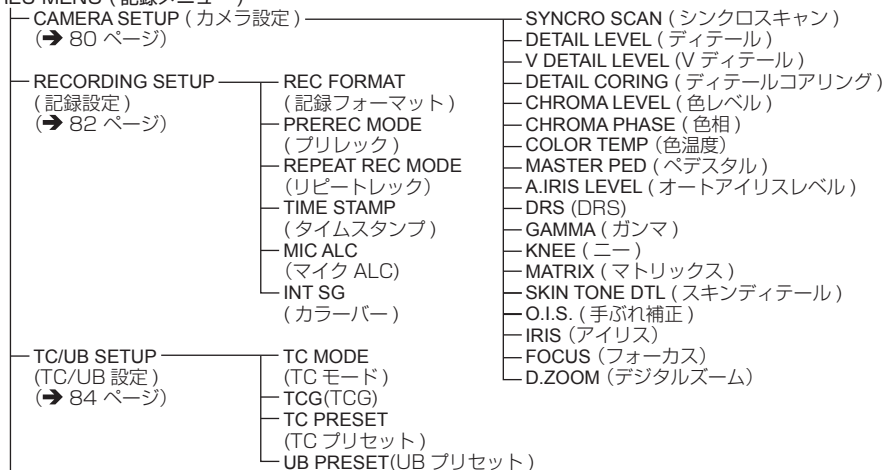 CAMERA SETUP ( カメラ設定 )
(➔ 80 ページ)
SYNCRO SCAN ( シンクロスキャン )
DETAIL LEVEL ( ディテール )
V DETAIL LEVEL (V ディテール )
DETAIL CORING ( ディテールコアリング )
CHROMA LEVEL ( 色レベル )
CHROMA PHASE ( 色相 )
COLOR TEMP (色温度)
MASTER PED ( ペデスタル )
A.IRIS LEVEL ( オートアイリスレベル )
DRS (DRS)
GAMMA ( ガンマ )
KNEE ( ニー )
MATRIX ( マトリックス )
SKIN TONE DTL ( スキンディテール )
O.I.S. ( 手ぶれ補正 )
IRIS (アイリス)
FOCUS (フォーカス)
D.ZOOM (デジタルズーム)
RECORDING SETUP
( 記録設定 )
(➔ 82 ページ)
REC FORMAT
( 記録フォーマット )
PREREC MODE
( プリレック )
REPEAT REC MODE
(リピートレック)
TIME STAMP
( タイムスタンプ )
MIC ALC
(マイク ALC)
INT SG
( カラーバー )
TC/UB SETUP
(TC/UB 設定 )
(➔ 84 ページ)
TC MODE
(TC モード )
TCG(TCG)
TC PRESET
(TC プリセット )
UB PRESET(UB プリセット )